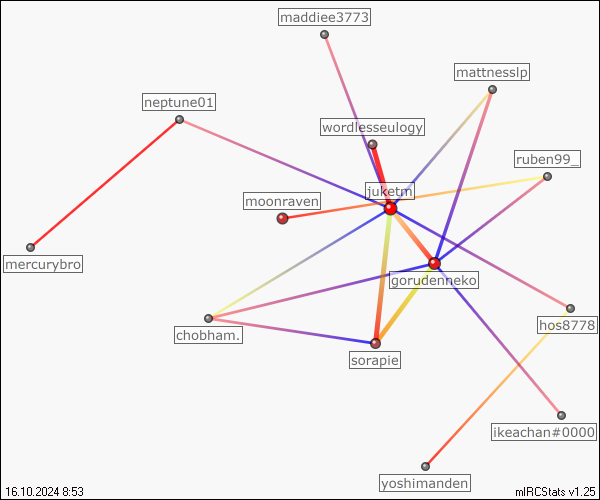 maddiee3773
mattnesslp
neptune01
wordlesseulogy
ruben99_
juketm
moonraven
mercurybro
gorudenneko
hos8778
chobham.
sorapie
ikeachan#0000
yoshimanden
16.10.2024 8:53
mIRCStats v1.25